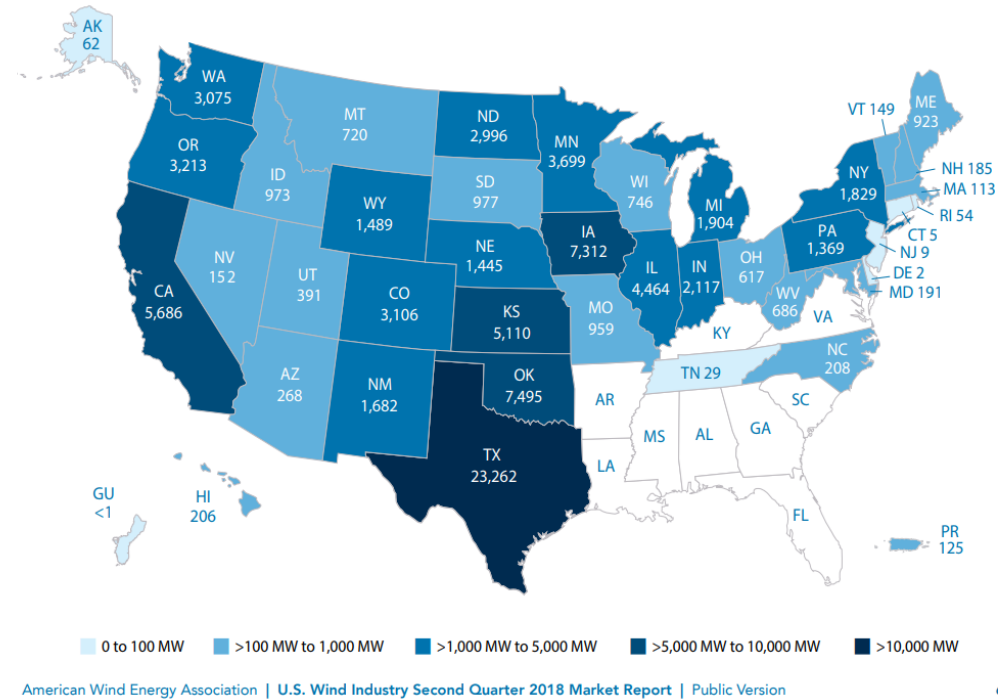 AK
62
WA
3,075
OR
3,213
ID
973
MT
720
ND
2,996
MN
3,699
SD
977
WI
746
MI
1,904
VT 149
ME
923
NH 185
MA 113
RI 54
CT 5
NJ 9
DE 2
MD 191
NY
1,829
PA
1,369
WY
1,489
NE
1,445
IA
7,312
IL
4,464
IN
2,117
OH
617
WV
686
VA
CA
5,686
NV
152
UT
391
CO
3,106
KS
5,110
MO
959
KY
NC
208
TN 29
AZ
268
NM
1,682
OK
7,495
AR
SC
MS
AL
GA
TX
23,262
LA
FL
GU
<1
HI
206
PR
125
0 to 100 MW
>100 MW to 1,000 MW
>1,000 MW to 5,000 MW
>5,000 MW to 10,000 MW
>10,000 MW
American Wind Energy Association | U.S. Wind Industry Second Quarter 2018 Market Report | Public Version